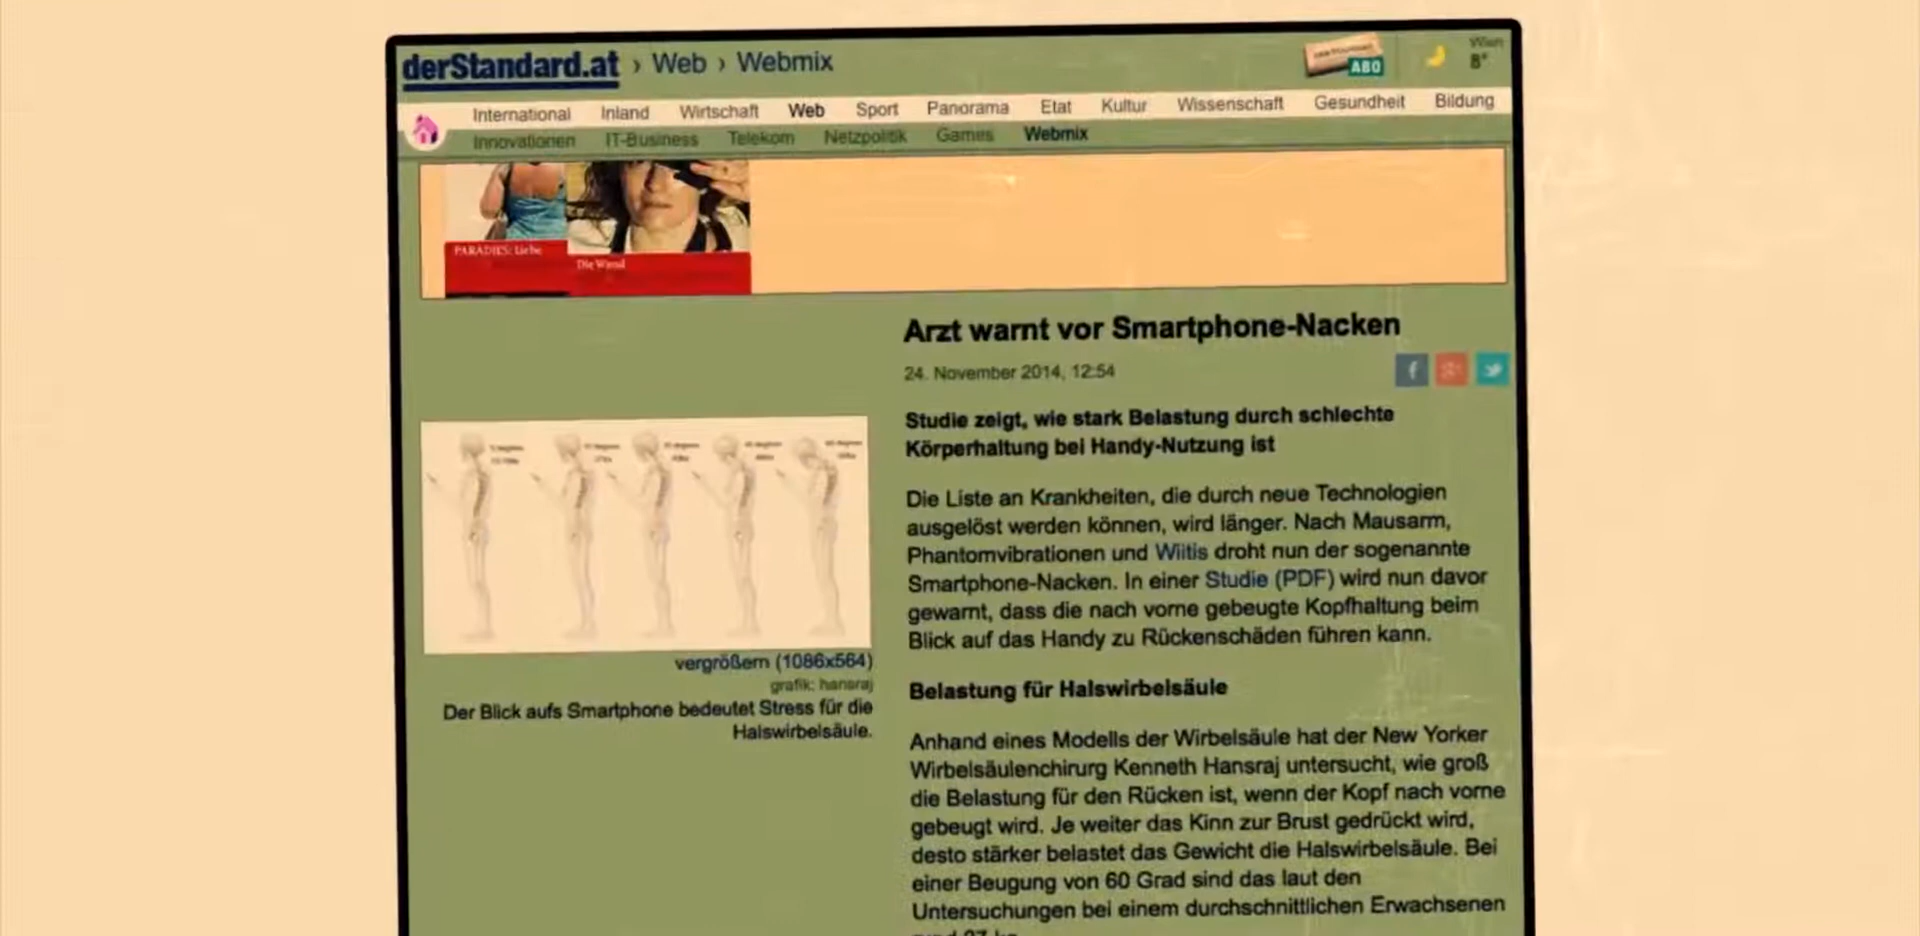 derStandard.at › Web › Webmix
ABO
Wien
8°
International Inland Wirtschaft Web Sport Panorama Etat Kultur Wissenschaft Gesundheit Bildung
Innovationen IT-Business Telekom Netzpolitik Games Webmix
PARADIES: Liebe
Die Wand
Arzt warnt vor Smartphone-Nacken
24. November 2014, 12:54
Studie zeigt, wie stark Belastung durch schlechte
Körperhaltung bei Handy-Nutzung ist
Die Liste an Krankheiten, die durch neue Technologien
ausgelöst werden können, wird länger. Nach Mausarm,
Phantomvibrationen und Wiitis droht nun der sogenannte
Smartphone-Nacken. In einer Studie (PDF) wird nun davor
gewarnt, dass die nach vorne gebeugte Kopfhaltung beim
Blick auf das Handy zu Rückenschäden führen kann.
vergrößern (1086x564)
grafik: hansraj
Der Blick aufs Smartphone bedeutet Stress für die
Halswirbelsäule.
Belastung für Halswirbelsäule
Anhand eines Modells der Wirbelsäule hat der New Yorker
Wirbelsäulenchirurg Kenneth Hansraj untersucht, wie groß
die Belastung für den Rücken ist, wenn der Kopf nach vorne
gebeugt wird. Je weiter das Kinn zur Brust gedrückt wird,
desto stärker belastet das Gewicht die Halswirbelsäule. Bei
einer Beugung von 60 Grad sind das laut den
Untersuchungen bei einem durchschnittlichen Erwachsenen